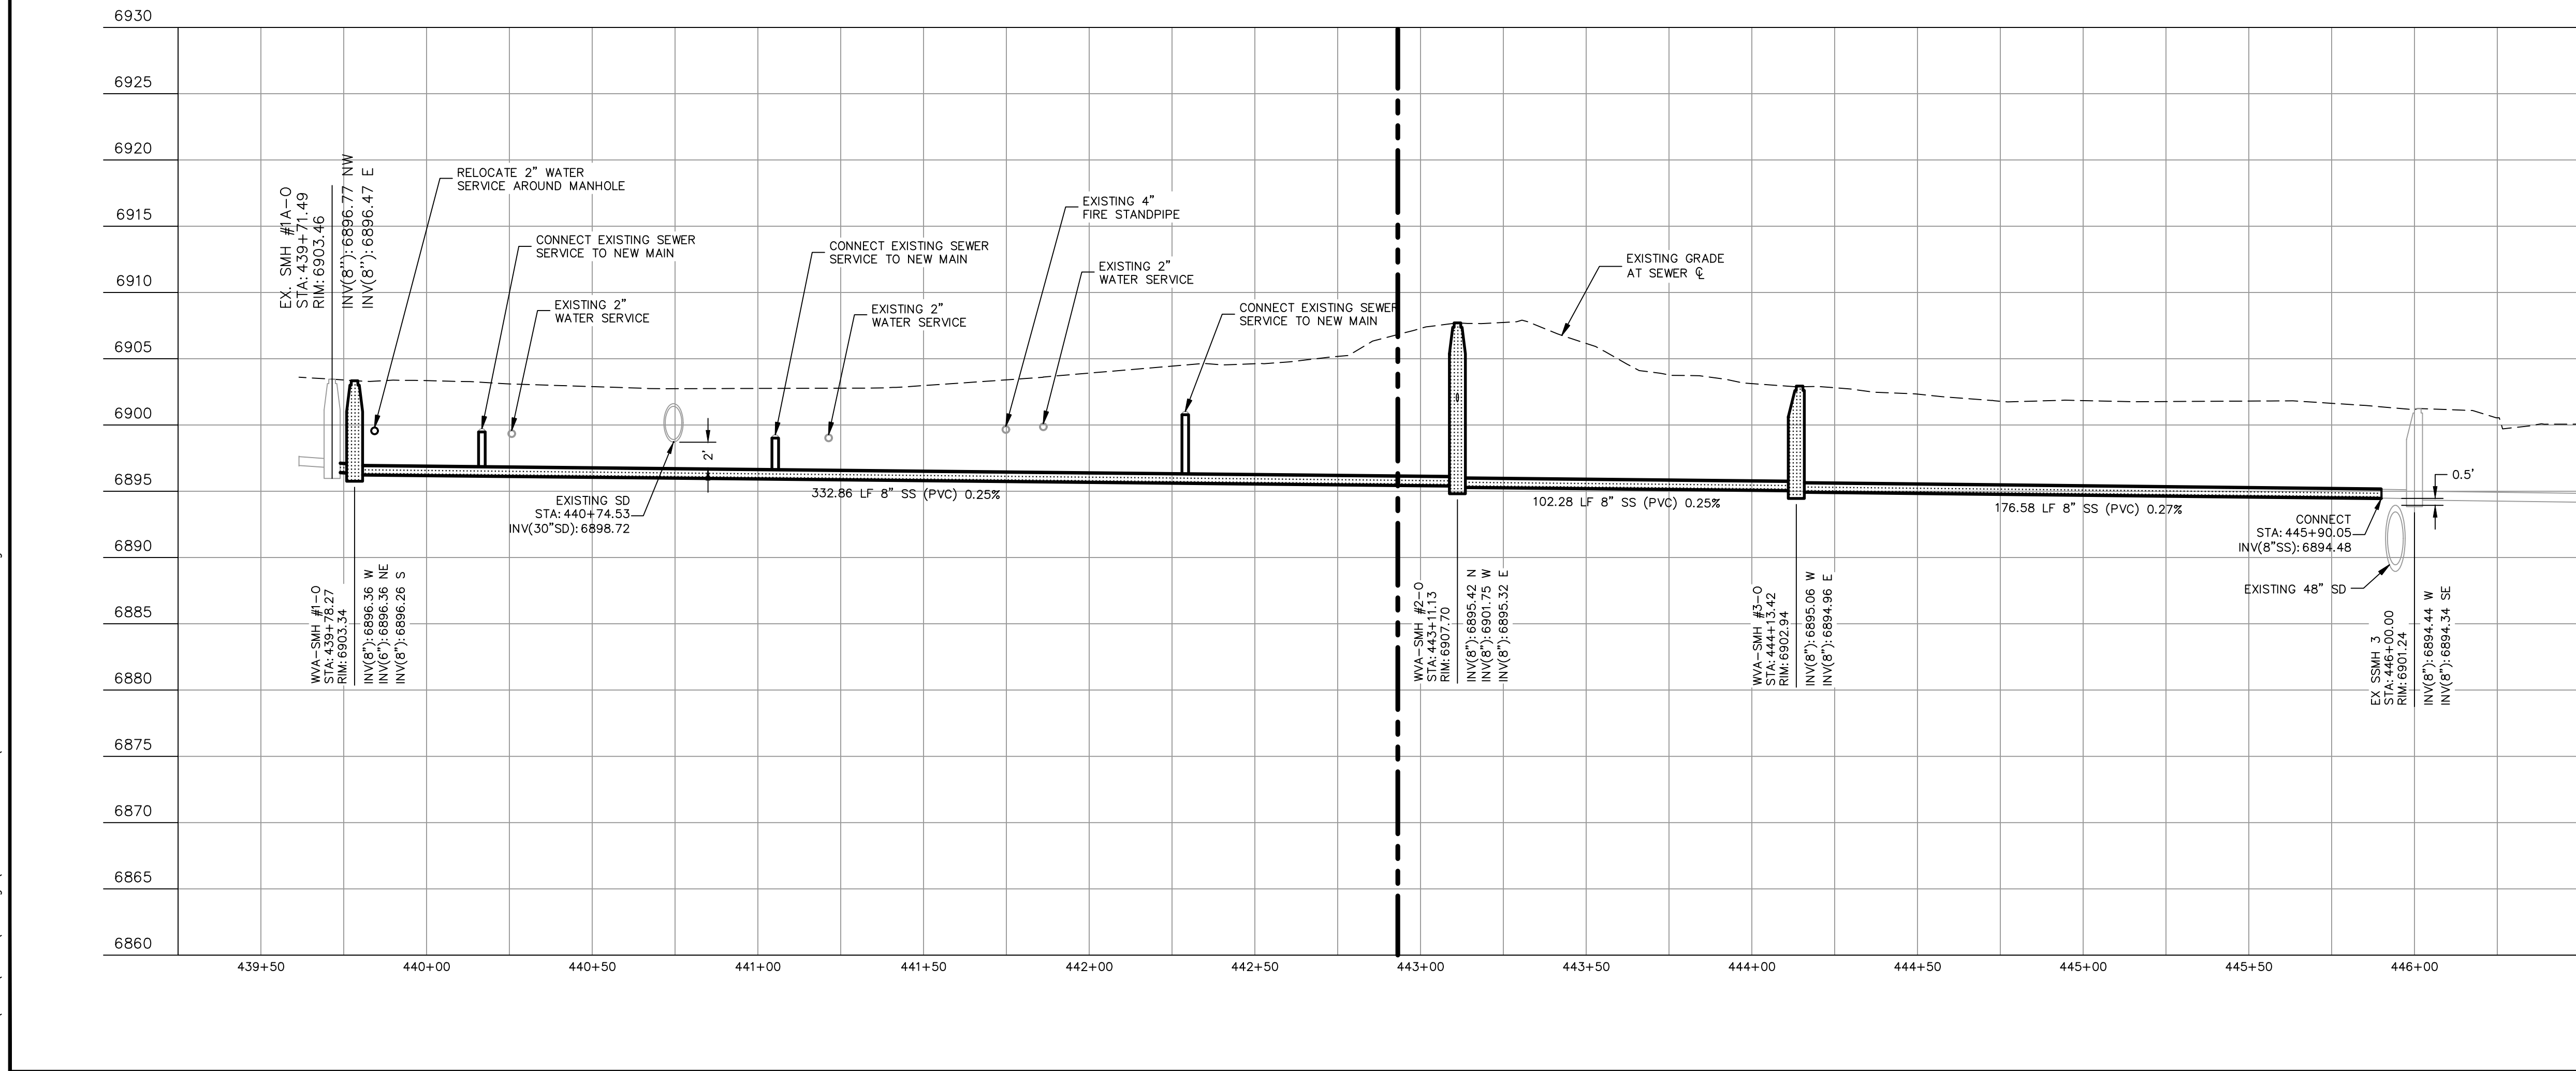 6930
6925
6920
6915
6910
6905
6900
6895
6890
6885
6880
6875
6870
6865
6860
EX. SMH #1A-O
STA: 439+71.49
RIM: 6903.46
INV(8"): 6896.77 NW
INV(8"): 6896.47 E
RELOCATE 2" WATER
SERVICE AROUND MANHOLE
CONNECT EXISTING SEWER
SERVICE TO NEW MAIN
EXISTING 2"
WATER SERVICE
CONNECT EXISTING SEWER
SERVICE TO NEW MAIN
EXISTING 2"
WATER SERVICE
EXISTING 4"
FIRE STANDPIPE
EXISTING 2"
WATER SERVICE
CONNECT EXISTING SEWER
SERVICE TO NEW MAIN
EXISTING GRADE
AT SEWER ℄
2'
EXISTING SD
STA: 440+74.53
INV(30"SD): 6898.72
332.86 LF 8" SS (PVC) 0.25%
102.28 LF 8" SS (PVC) 0.25%
176.58 LF 8" SS (PVC) 0.27%
0.5'
CONNECT
STA: 445+90.05
INV(8"SS): 6894.48
EXISTING 48" SD
WVA-SMH #1-O
STA: 439+78.27
RIM: 6903.34
INV(8"): 6896.36 W
INV(6"): 6896.36 NE
INV(8"): 6896.26 S
WVA-SMH #2-O
STA: 443+11.13
RIM: 6907.70
INV(8"): 6895.42 N
INV(8"): 6901.75 W
INV(8"): 6895.32 E
WVA-SMH #3-O
STA: 444+13.42
RIM: 6902.94
INV(8"): 6895.06 W
INV(8"): 6894.96 E
EX SSMH 3
STA: 446+00.00
RIM: 6901.24
INV(8"): 6894.44 W
INV(8"): 6894.34 SE
439+50
440+00
440+50
441+00
441+50
442+00
442+50
443+00
443+50
444+00
444+50
445+00
445+50
446+00